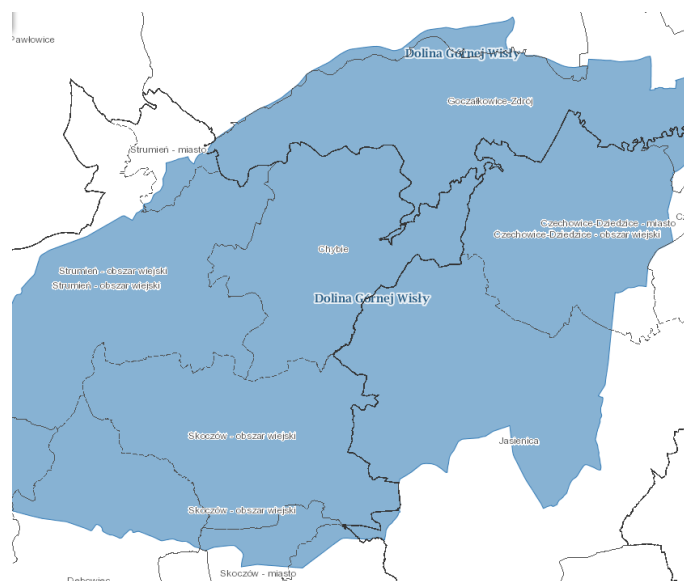 Pawłowice
Dolina Górnej Wisły
Goczałkowice-Zdrój
Strumień - miasto
Czechowice-Dziedzice - miasto
Czechowice-Dziedzice - obszar wiejski
Chybie
Strumień - obszar wiejski
Strumień - obszar wiejski
Dolina Górnej Wisły
Skoczów - obszar wiejski
Jasienica
Skoczów - obszar wiejski
Skoczów - miasto
Dębowiec